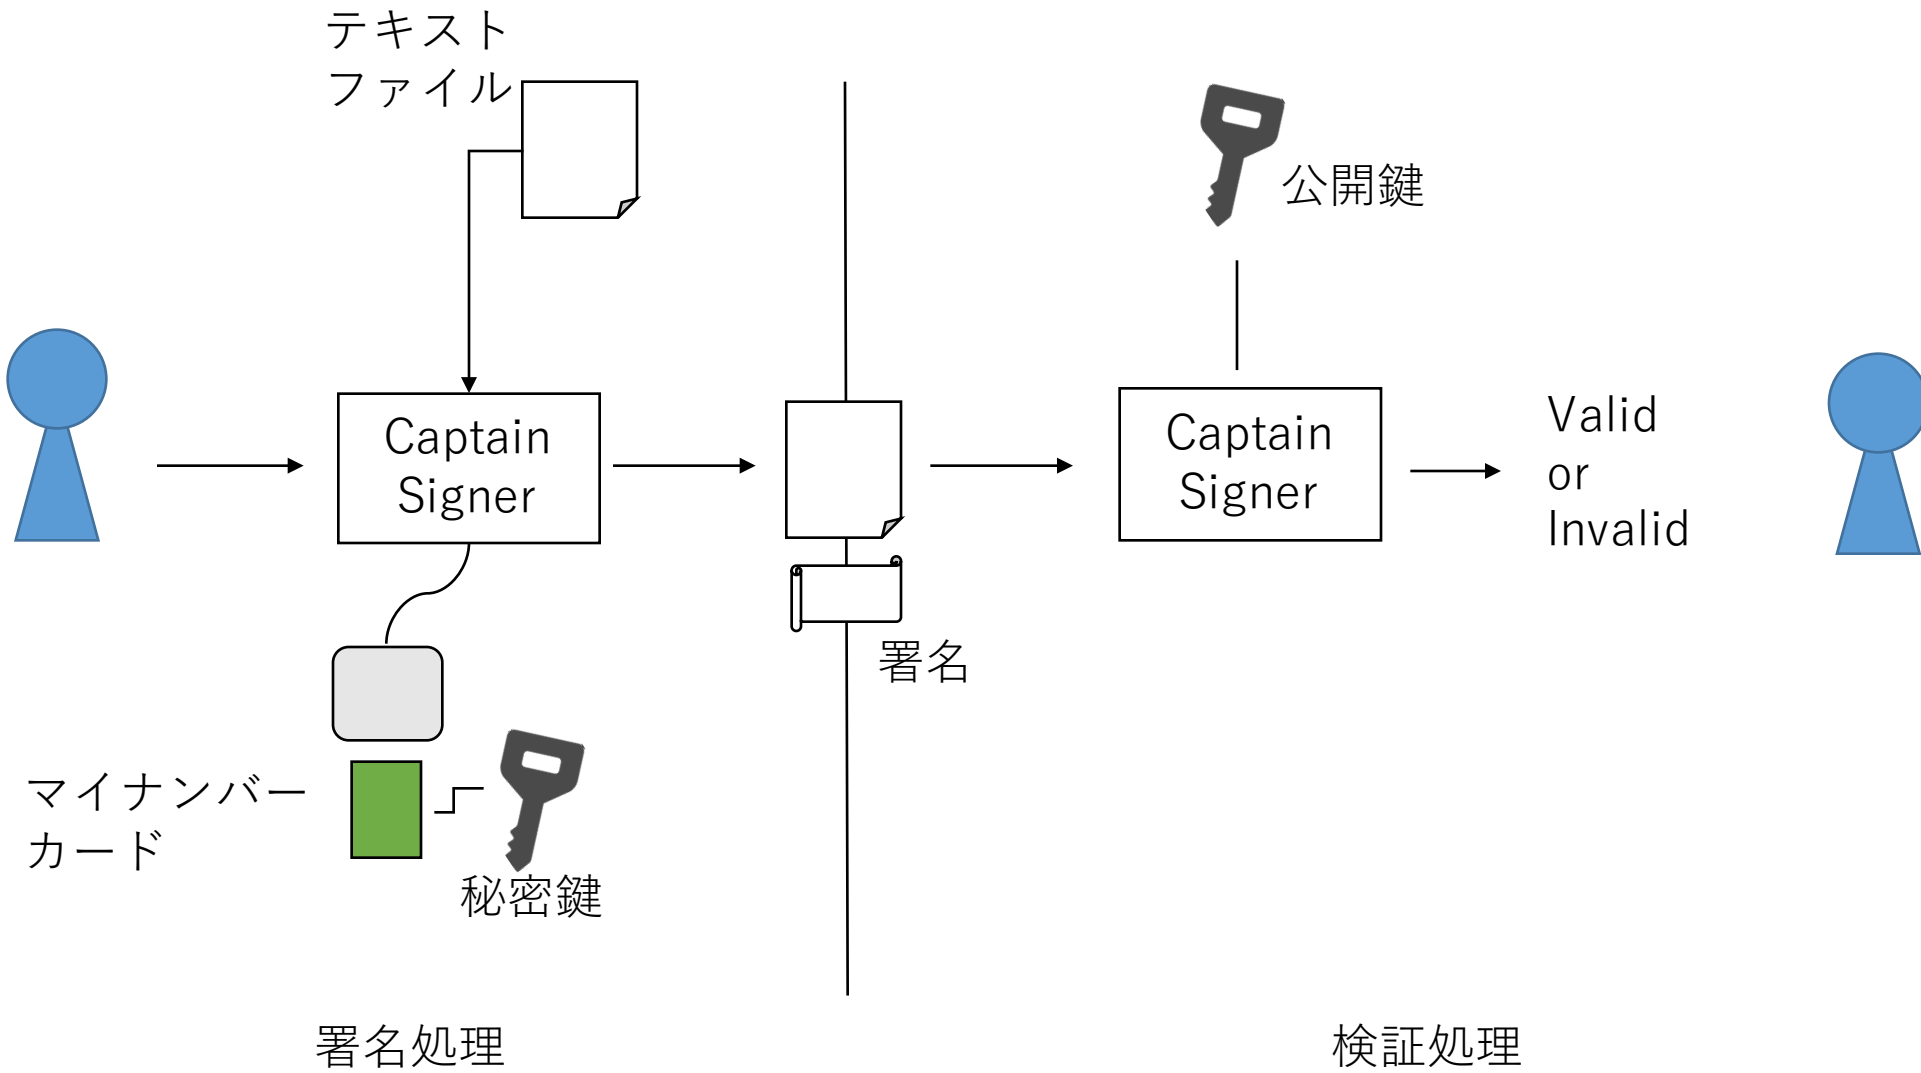 テキスト
ファイル
公開鍵
Captain
Signer
Captain
Signer
Valid
or
Invalid
署名
マイナンバー
カード
秘密鍵
署名処理
検証処理